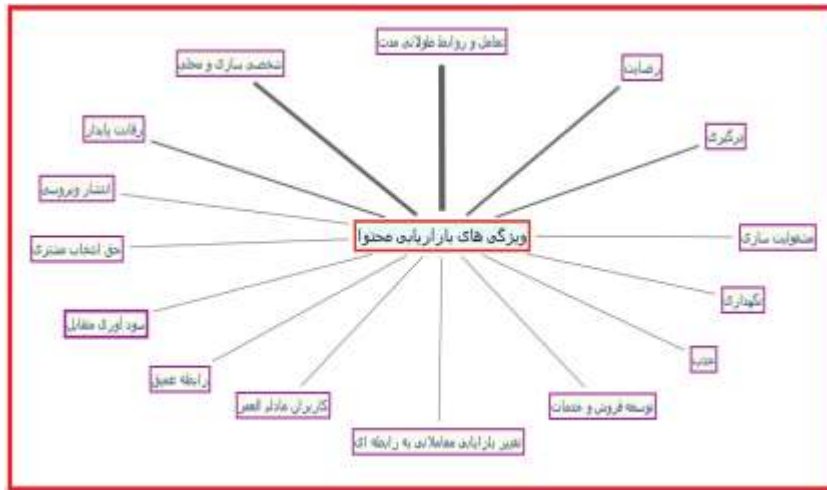 تعامل و روابط طولانی مدت
شخصی سازی و محلی
رضایت
رقابت پایدار
درگیری
انتشار ویروسی
ویژگی های بازاریابی محتوا
حق انتخاب مشتری
مشغولیت سازی
نگهداری
سود آوری متقابل
جذب
رابطه عمیق
کاربران مادام العمر
توسعه فروش و خدمات
تغییر بازاریابی معاملاتی به رابطه ای